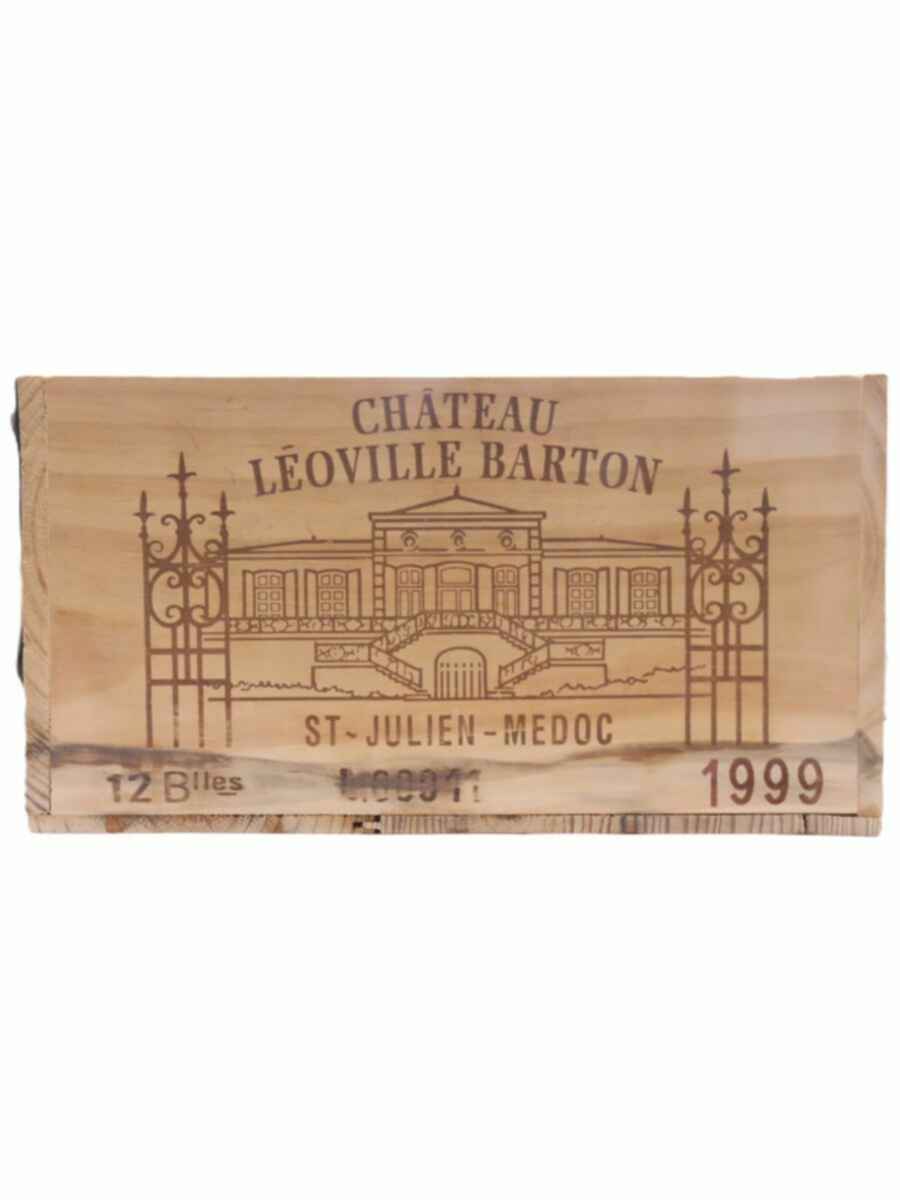 CHÂTEAU
LÉOVILLE BARTON
ST-JULIEN-MEDOC
12 Blles 1999